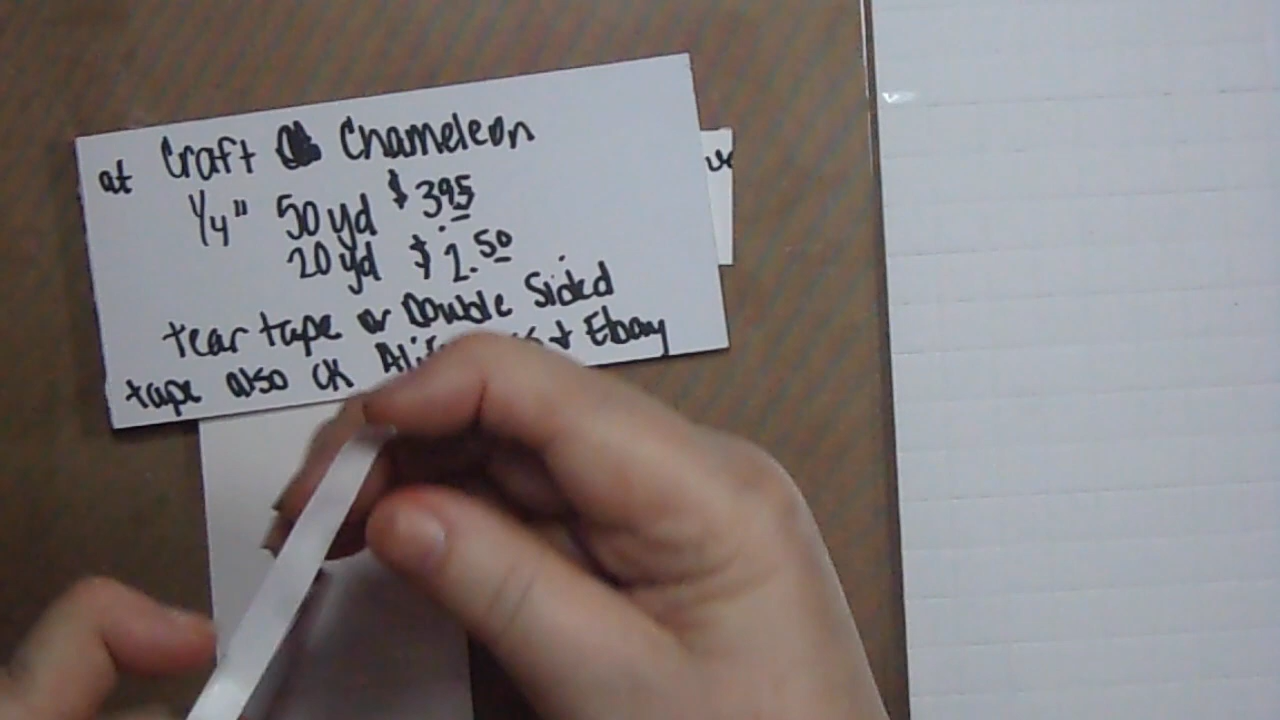 at Craft Chameleon
1/4" 50 yd $3.95
20 yd $2.50
tear tape or Double Sided
tape also OK Ebay